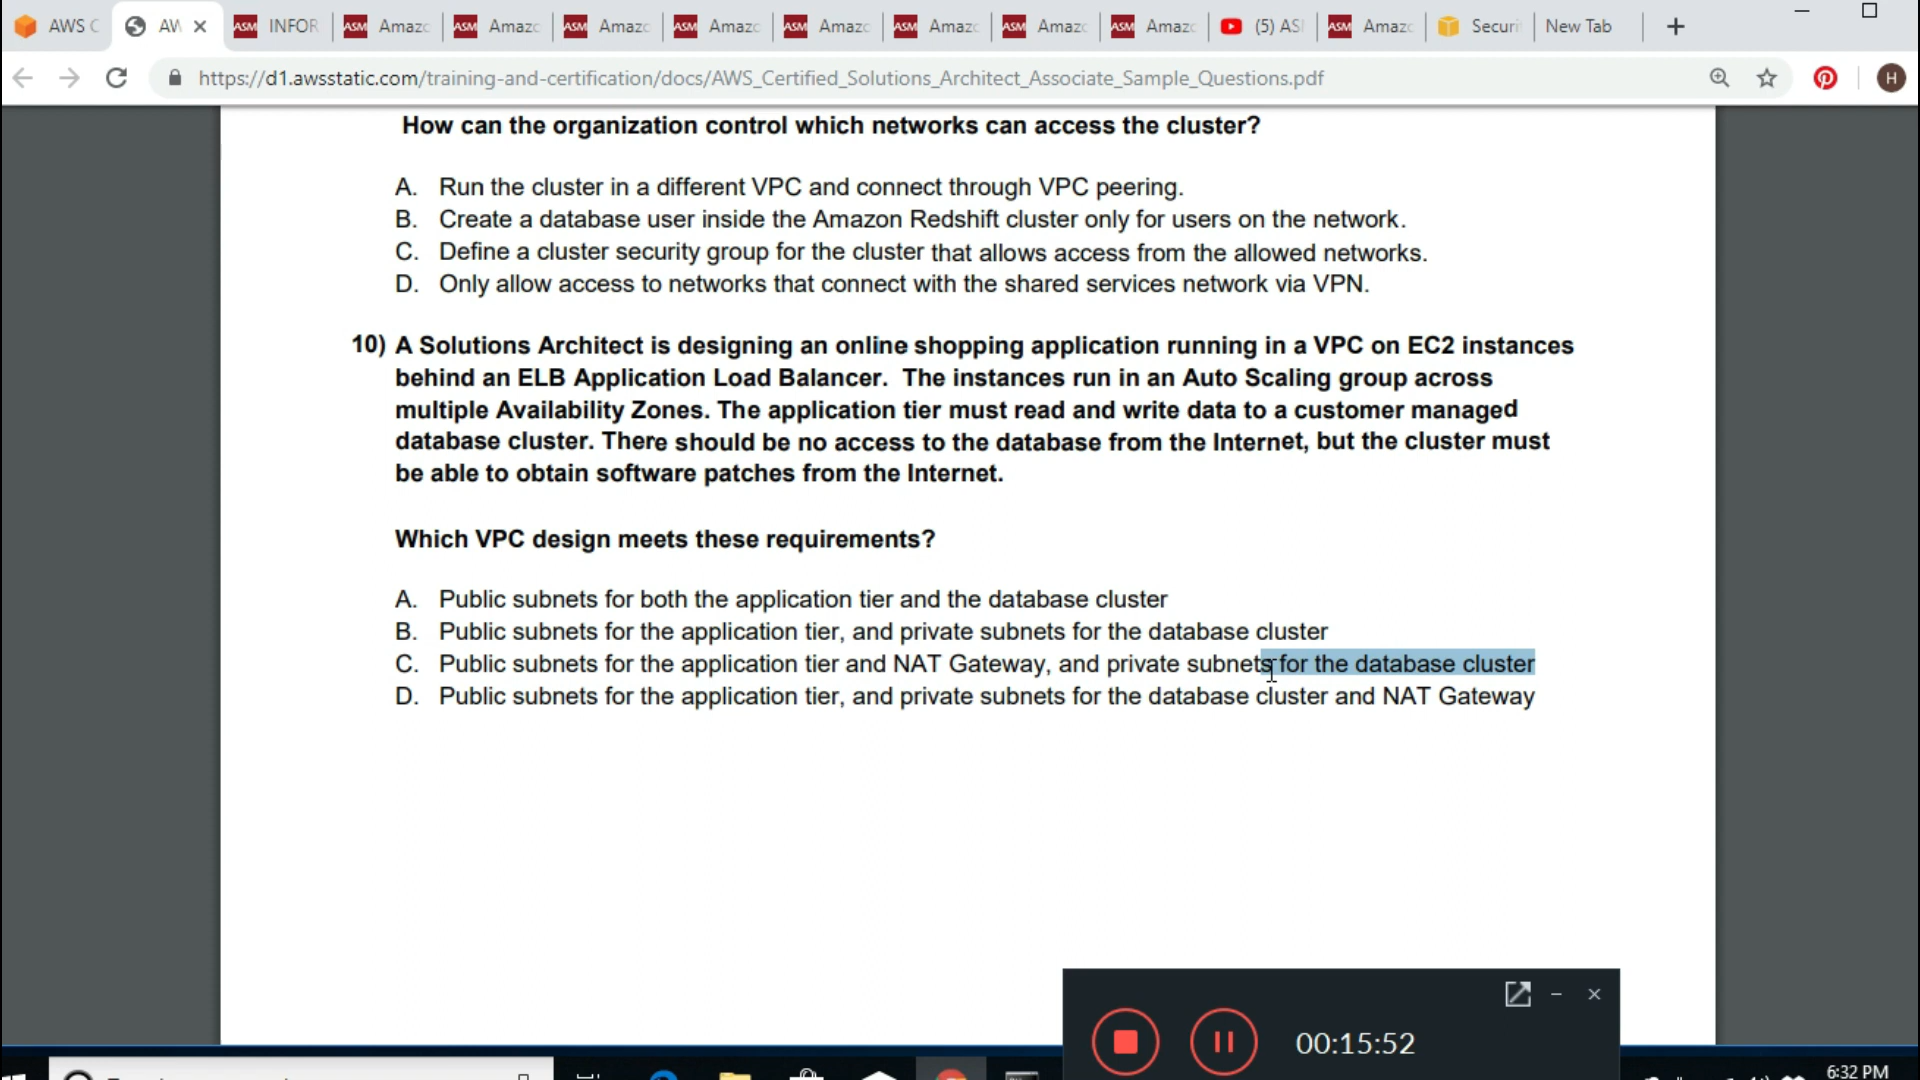 AWS C
AW
INFOR
Amazo
Amazo
Amazo
Amazo
Amazo
Amazo
Amazo
Amazo
(5) AS
Amazo
Securi
New Tab
https://d1.awsstatic.com/training-and-certification/docs/AWS_Certified_Solutions_Architect_Associate_Sample_Questions.pdf
H
How can the organization control which networks can access the cluster?
A. Run the cluster in a different VPC and connect through VPC peering.
B. Create a database user inside the Amazon Redshift cluster only for users on the network.
C. Define a cluster security group for the cluster that allows access from the allowed networks.
D. Only allow access to networks that connect with the shared services network via VPN.
10) A Solutions Architect is designing an online shopping application running in a VPC on EC2 instances
behind an ELB Application Load Balancer. The instances run in an Auto Scaling group across
multiple Availability Zones. The application tier must read and write data to a customer managed
database cluster. There should be no access to the database from the Internet, but the cluster must
be able to obtain software patches from the Internet.
Which VPC design meets these requirements?
A. Public subnets for both the application tier and the database cluster
B. Public subnets for the application tier, and private subnets for the database cluster
C. Public subnets for the application tier and NAT Gateway, and private subnets for the database cluster
D. Public subnets for the application tier, and private subnets for the database cluster and NAT Gateway
00:15:52
6:32 PM